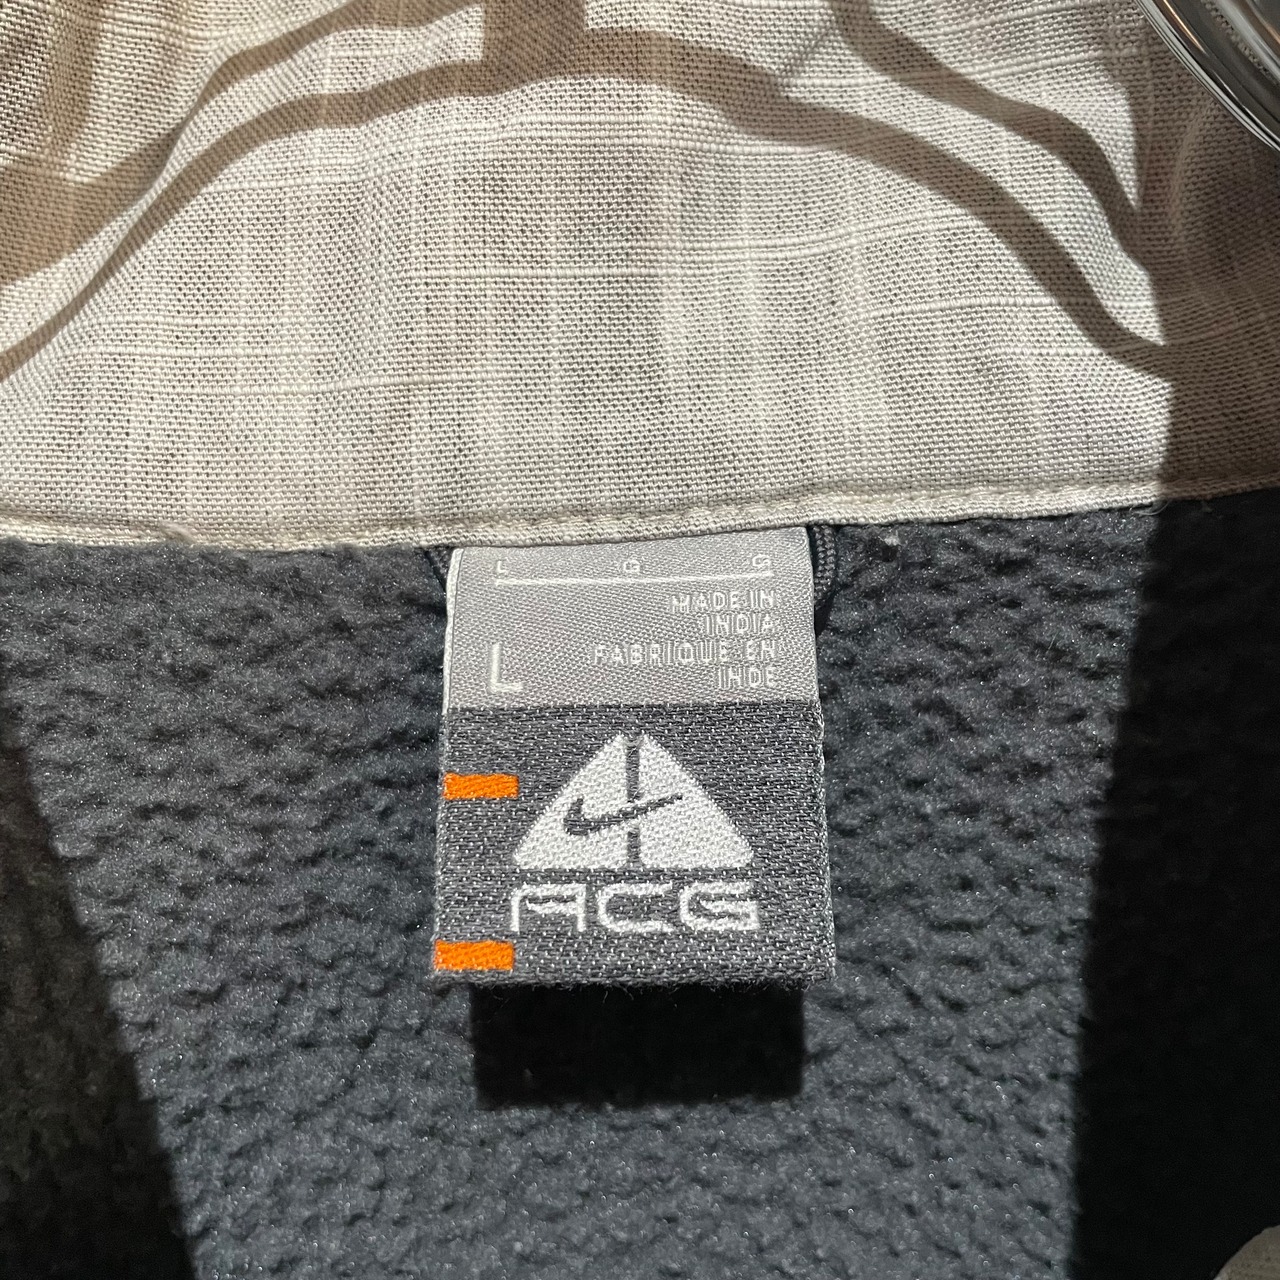 L G G
MADE IN
INDIA
L
FABRIQUE EN
INDE
ACG